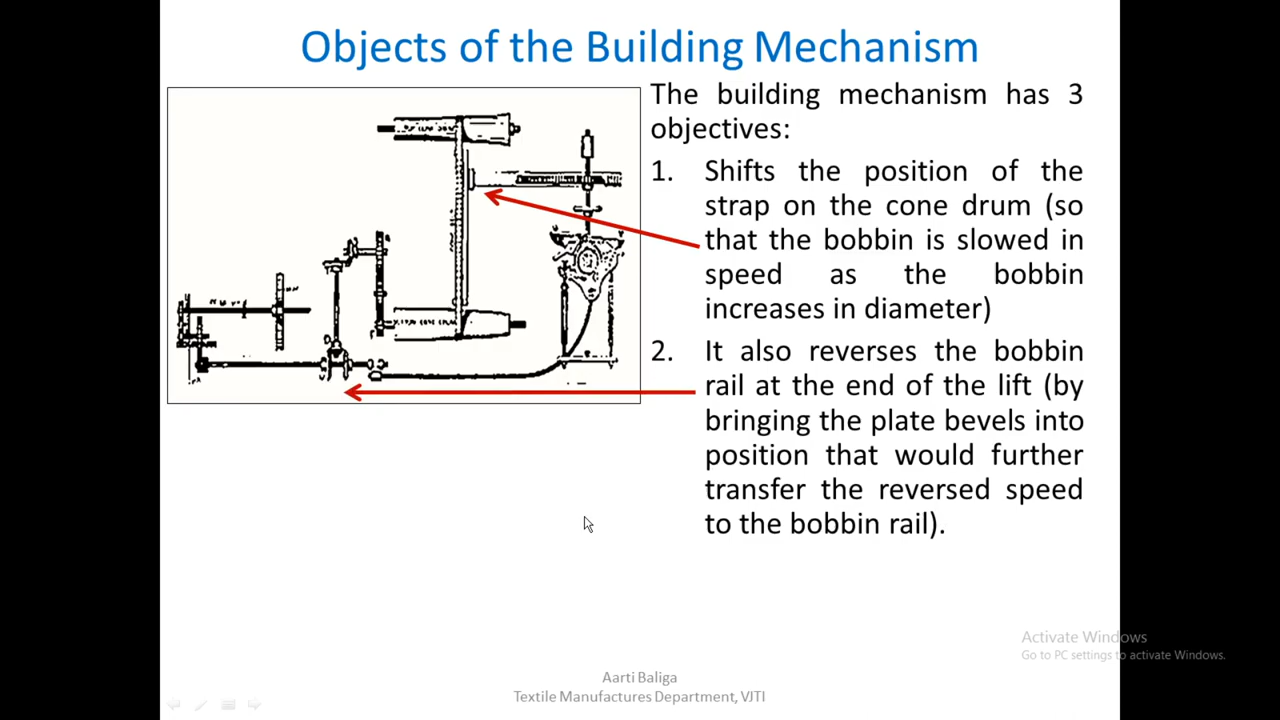 Objects of the Building Mechanism
The building mechanism has 3
objectives:
1. Shifts the position of the
strap on the cone drum (so
that the bobbin is slowed in
speed as the bobbin
increases in diameter)
2. It also reverses the bobbin
rail at the end of the lift (by
bringing the plate bevels into
position that would further
transfer the reversed speed
to the bobbin rail).
Activate Windows
Go to PC settings to activate Windows.
Aarti Baliga
Textile Manufactures Department, VJTI